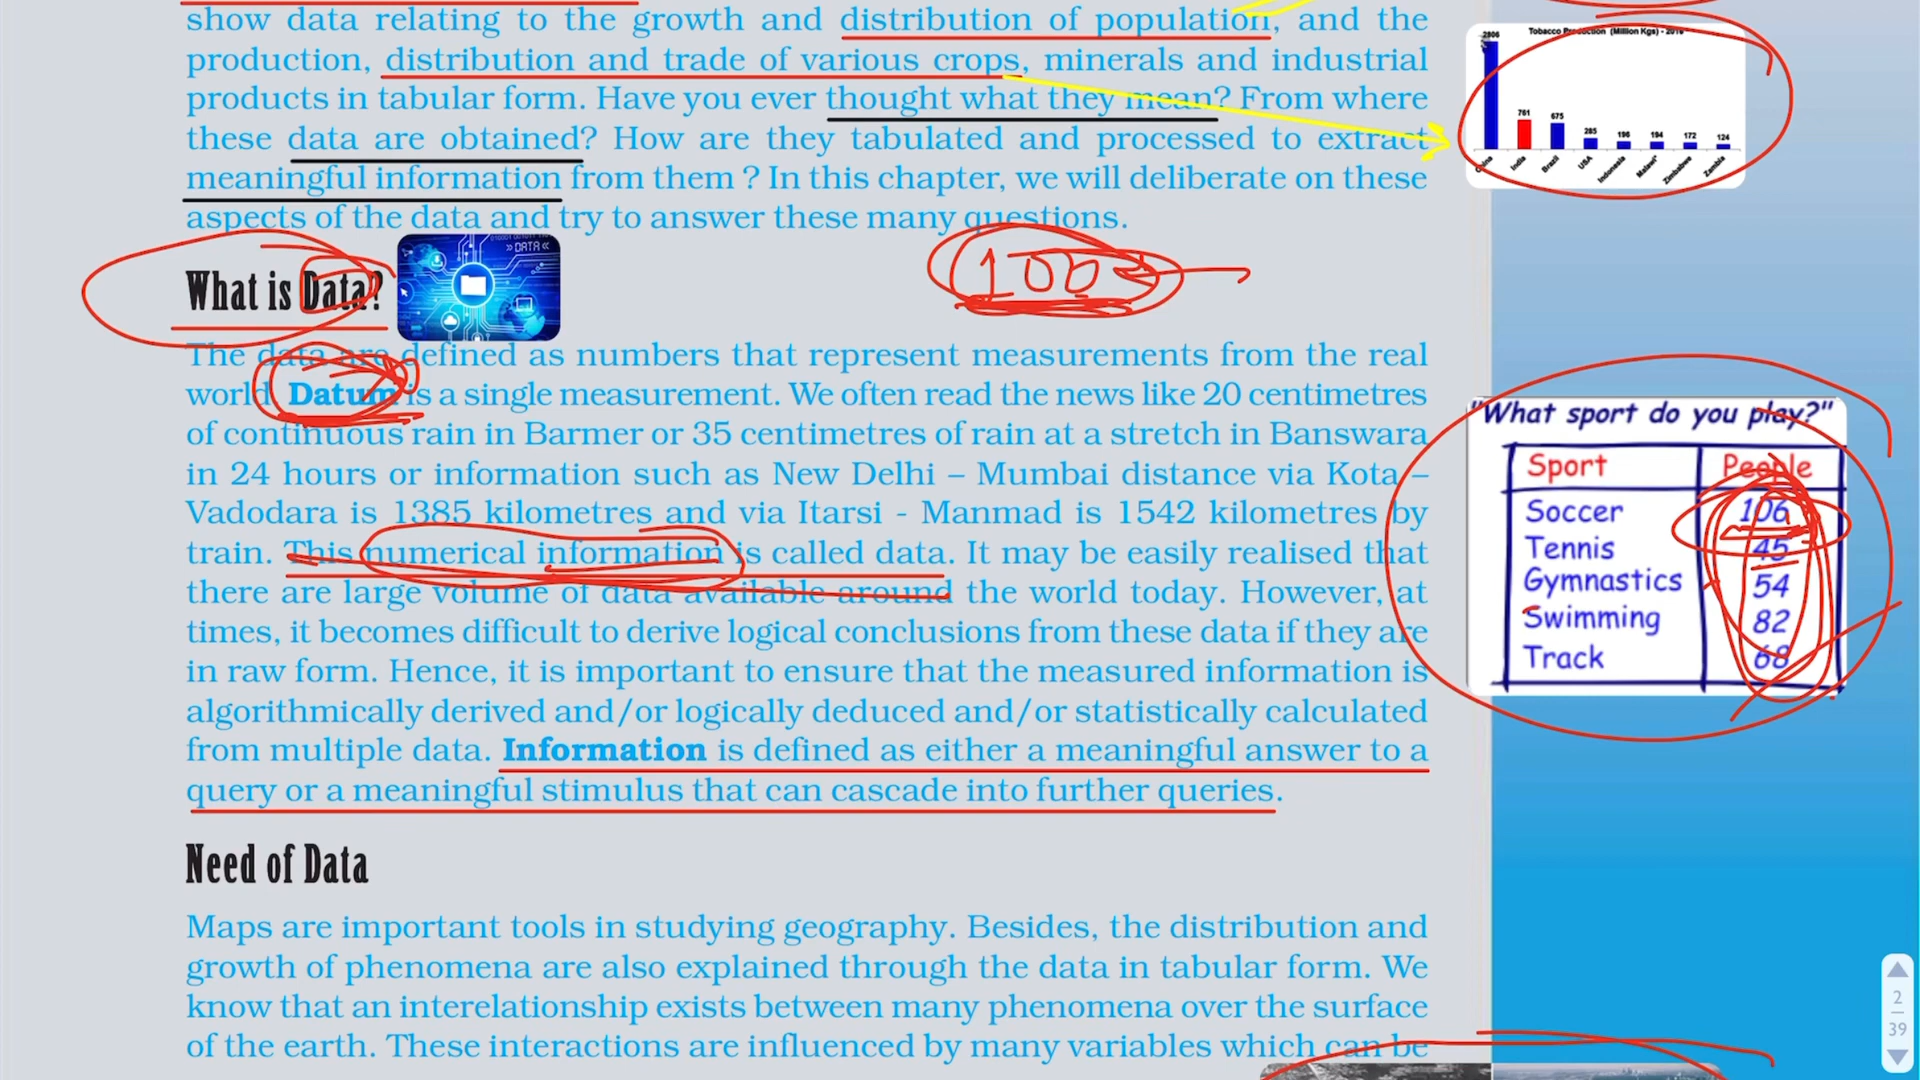 show data relating to the growth and distribution of population, and the
production, distribution and trade of various crops, minerals and industrial
products in tabular form. Have you ever thought what they mean? From where
these data are obtained? How are they tabulated and processed to extract
meaningful information from them ? In this chapter, we will deliberate on these
aspects of the data and try to answer these many questions.
Tobacco Production (Million Kgs) - 2019
2806
761
675
285
196
194
172
124
China
India
Brazil
USA
Indonesia
Malawi*
Zimbabwe
Zambia
What is Data?
»DATA«
100
The data are defined as numbers that represent measurements from the real
world. Datum is a single measurement. We often read the news like 20 centimetres
of continuous rain in Barmer or 35 centimetres of rain at a stretch in Banswara
in 24 hours or information such as New Delhi – Mumbai distance via Kota –
Vadodara is 1385 kilometres and via Itarsi - Manmad is 1542 kilometres by
train. This numerical information is called data. It may be easily realised that
there are large volume of data available around the world today. However, at
times, it becomes difficult to derive logical conclusions from these data if they are
in raw form. Hence, it is important to ensure that the measured information is
algorithmically derived and/or logically deduced and/or statistically calculated
from multiple data. Information is defined as either a meaningful answer to a
query or a meaningful stimulus that can cascade into further queries.
"What sport do you play?"
Sport People
Soccer 106
Tennis 45
Gymnastics 54
Swimming 82
Track 68
Need of Data
Maps are important tools in studying geography. Besides, the distribution and
growth of phenomena are also explained through the data in tabular form. We
know that an interelationship exists between many phenomena over the surface
of the earth. These interactions are influenced by many variables which can be
2
39